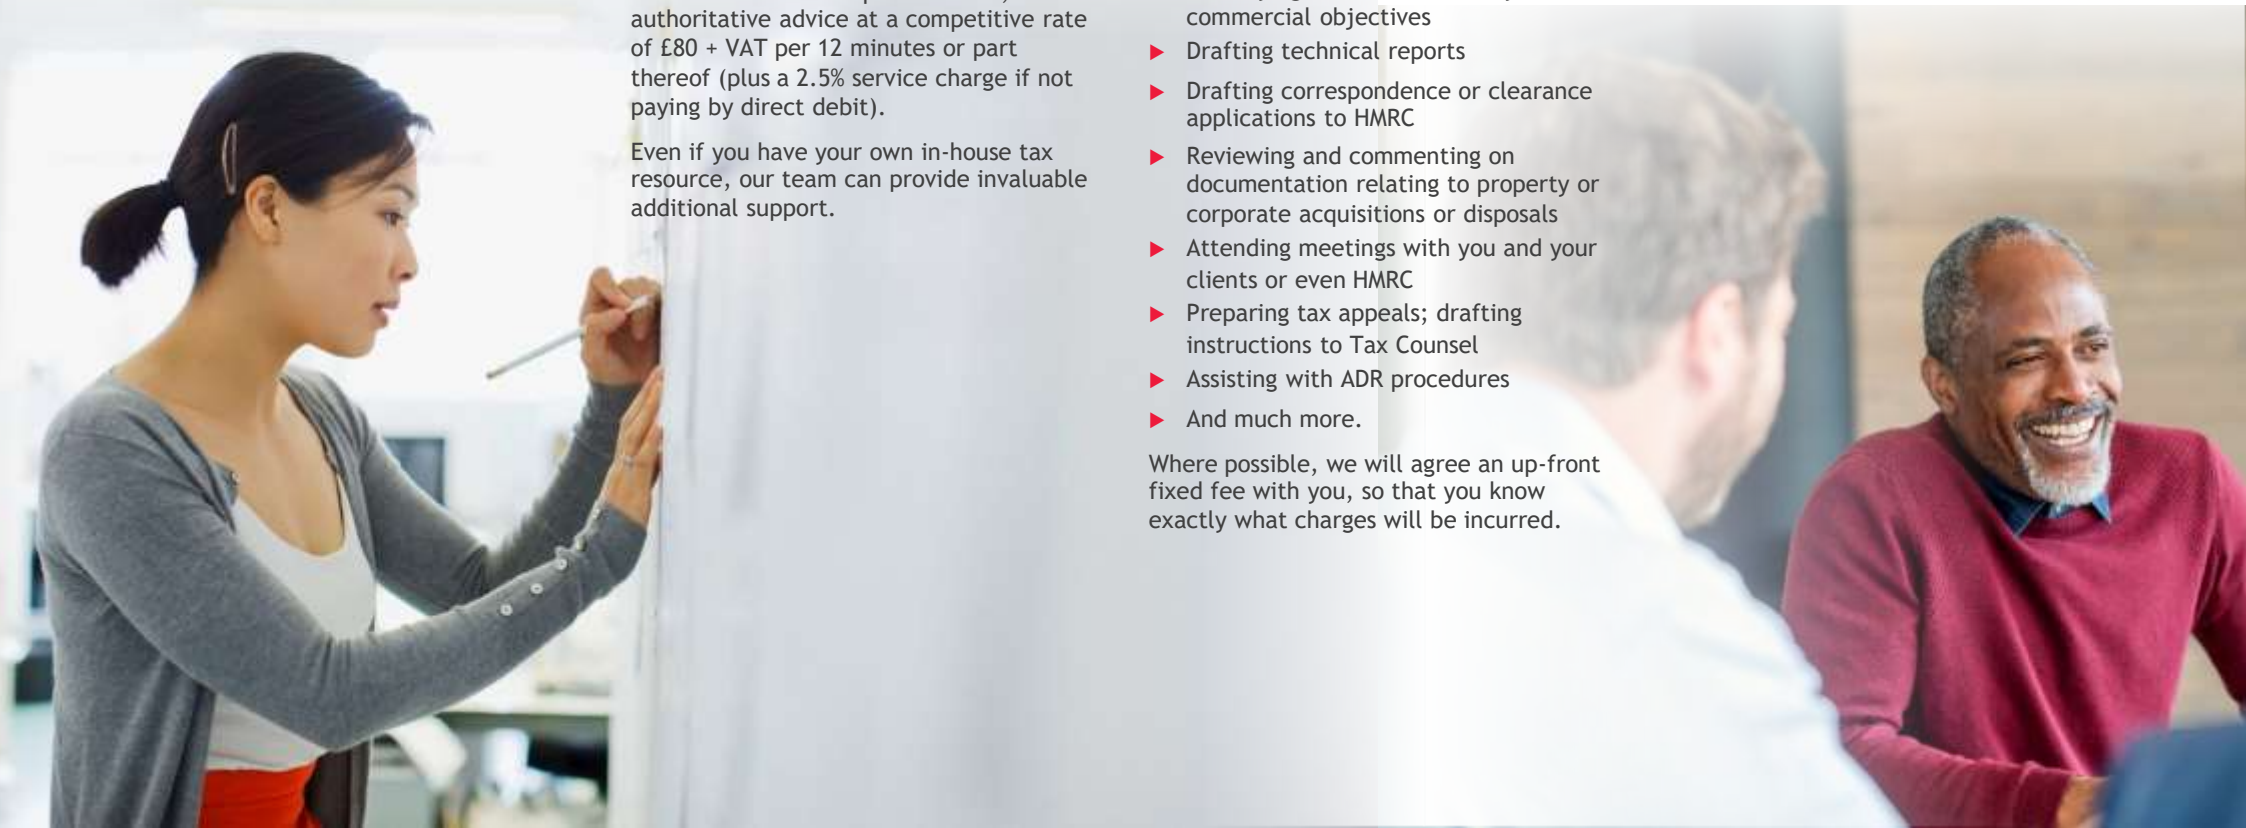 authoritative advice at a competitive rate
of £80 + VAT per 12 minutes or part
thereof (plus a 2.5% service charge if not
paying by direct debit).
Even if you have your own in-house tax
resource, our team can provide invaluable
additional support.
commercial objectives
Drafting technical reports
Drafting correspondence or clearance
applications to HMRC
Reviewing and commenting on
documentation relating to property or
corporate acquisitions or disposals
Attending meetings with you and your
clients or even HMRC
Preparing tax appeals; drafting
instructions to Tax Counsel
Assisting with ADR procedures
And much more.
Where possible, we will agree an up-front
fixed fee with you, so that you know
exactly what charges will be incurred.